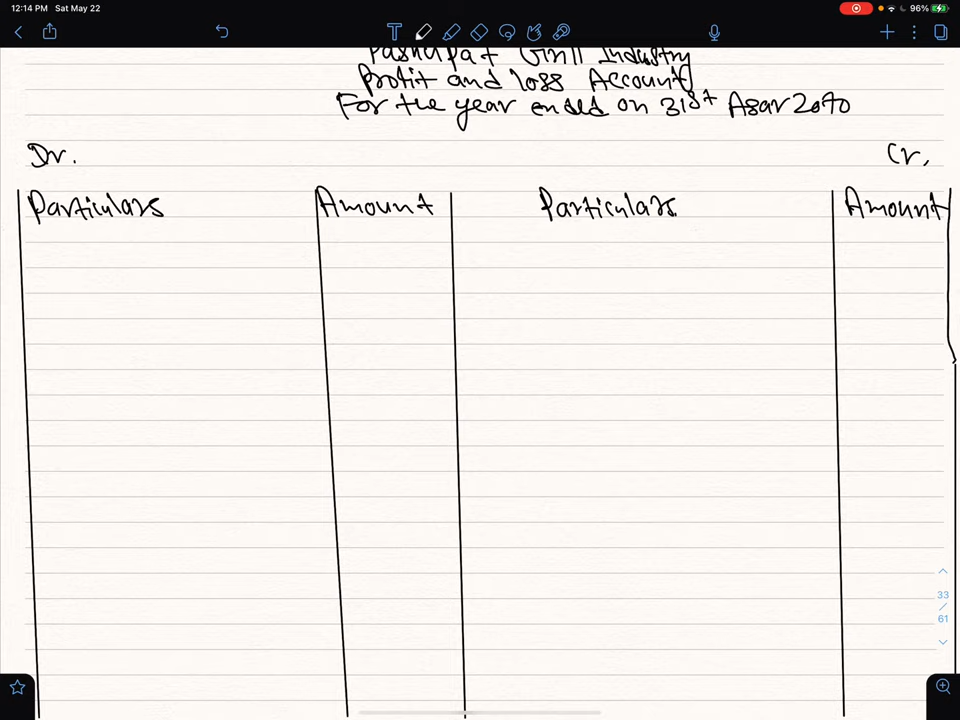 12:14 PM Sat May 22
96%
Pashupat Grill Industry
Profit and loss Account
For the year ended on 31st Asar 2070
Dr. Cr.
Particulars Amount Particulars Amount
33
/
61